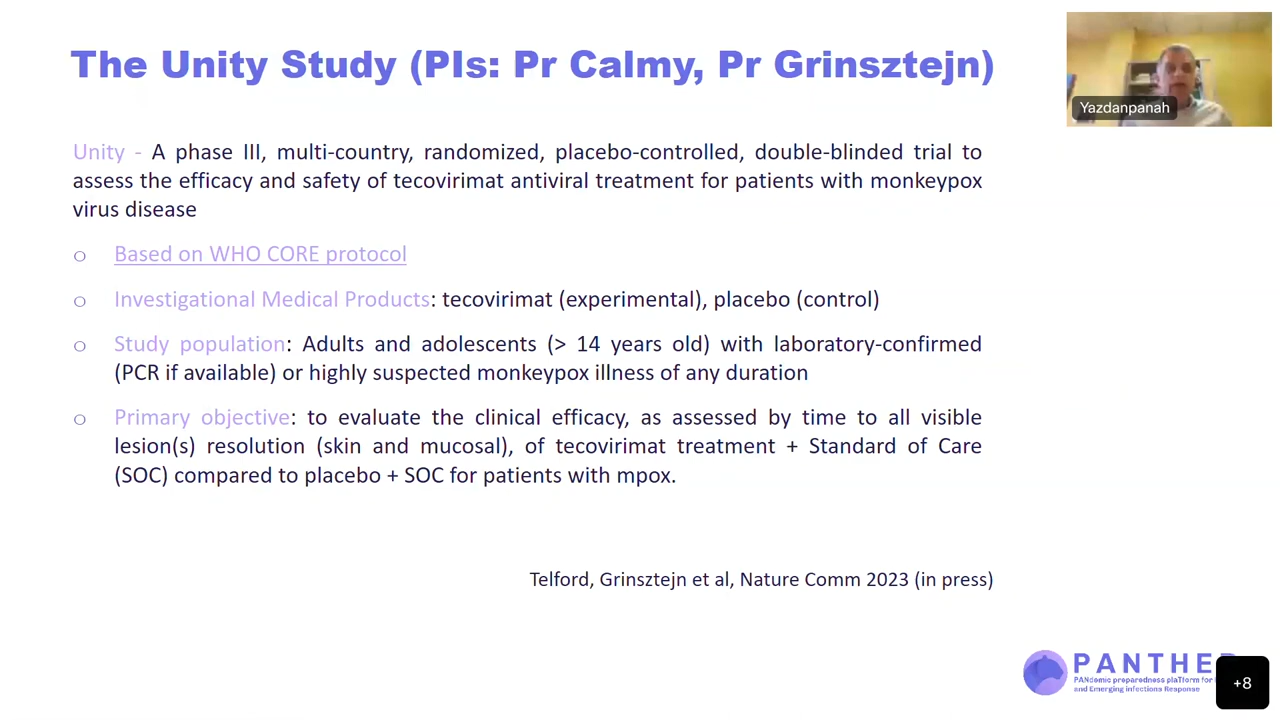 The Unity Study (PIs: Pr Calmy, Pr Grinsztejn)
Yazdanpanah
Unity - A phase III, multi-country, randomized, placebo-controlled, double-blinded trial to
assess the efficacy and safety of tecovirimat antiviral treatment for patients with monkeypox
virus disease
o Based on WHO CORE protocol
o Investigational Medical Products: tecovirimat (experimental), placebo (control)
o Study population: Adults and adolescents (> 14 years old) with laboratory-confirmed
(PCR if available) or highly suspected monkeypox illness of any duration
o Primary objective: to evaluate the clinical efficacy, as assessed by time to all visible
lesion(s) resolution (skin and mucosal), of tecovirimat treatment + Standard of Care
(SOC) compared to placebo + SOC for patients with mpox.
Telford, Grinsztejn et al, Nature Comm 2023 (in press)
PANTHE
PANdemic preparedness plaTform for
and Emerging infections Response
+8